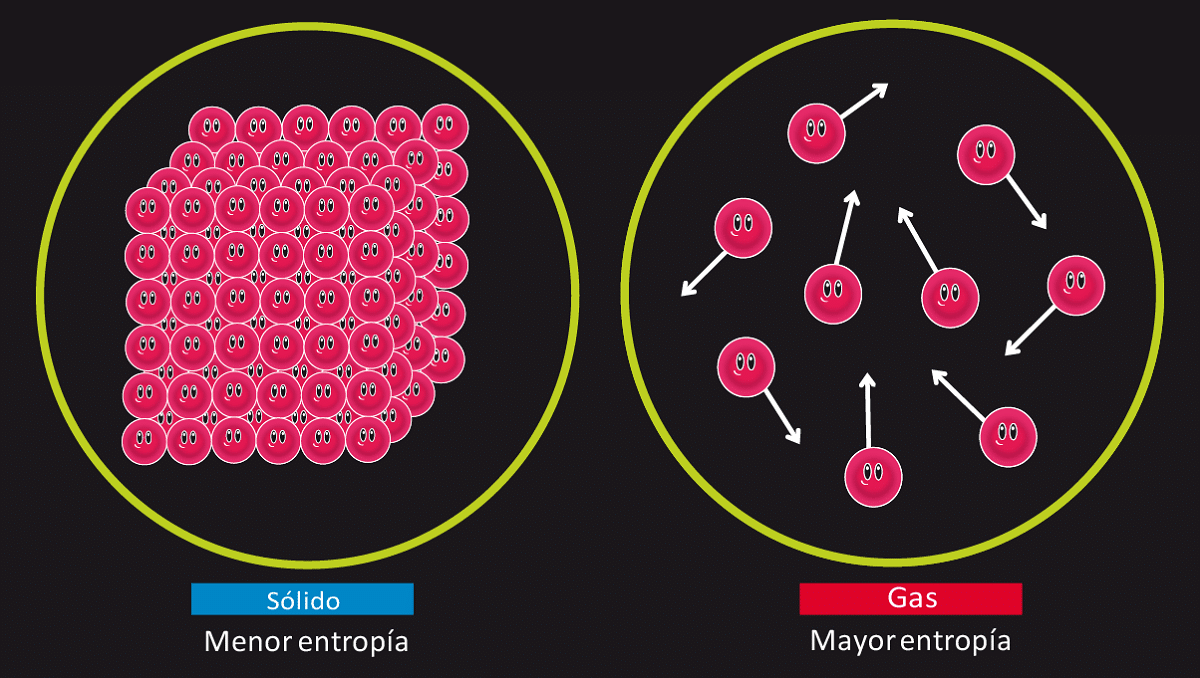 Sólido
Menor entropía
Gas
Mayor entropía